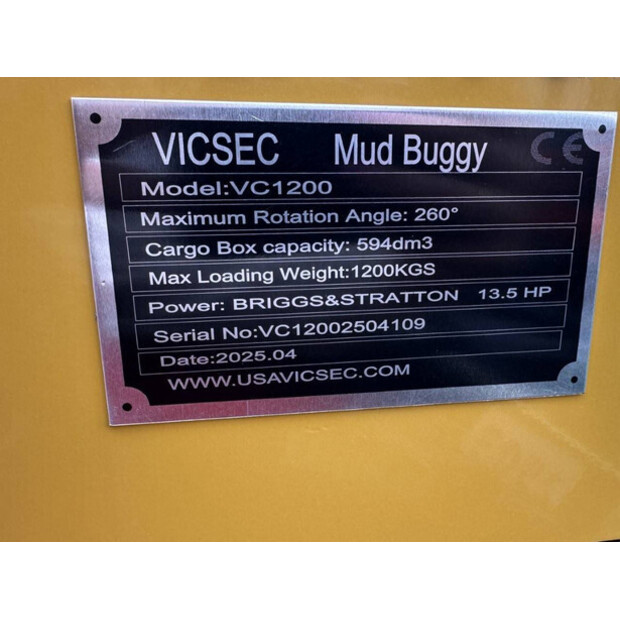 VICSEC Mud Buggy CE
Model:VC1200
Maximum Rotation Angle: 260°
Cargo Box capacity: 594dm3
Max Loading Weight:1200KGS
Power: BRIGGS&STRATTON 13.5 HP
Serial No:VC12002504109
Date:2025.04
WWW.USAVICSEC.COM